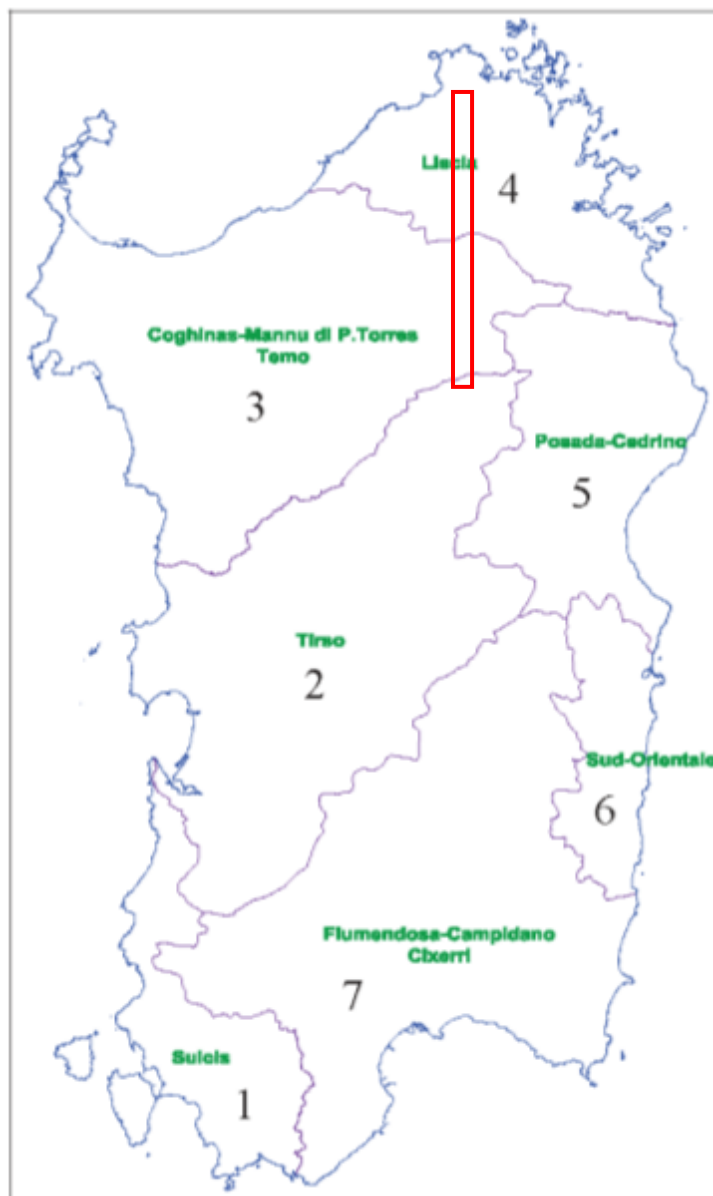 Liscia
4
Coghinas-Mannu di P.Torres
Temo
3
Posada-Cedrino
5
Tirso
2
Sud-Orientale
6
Flumendosa-Campidano
Cixerri
7
Sulcis
1